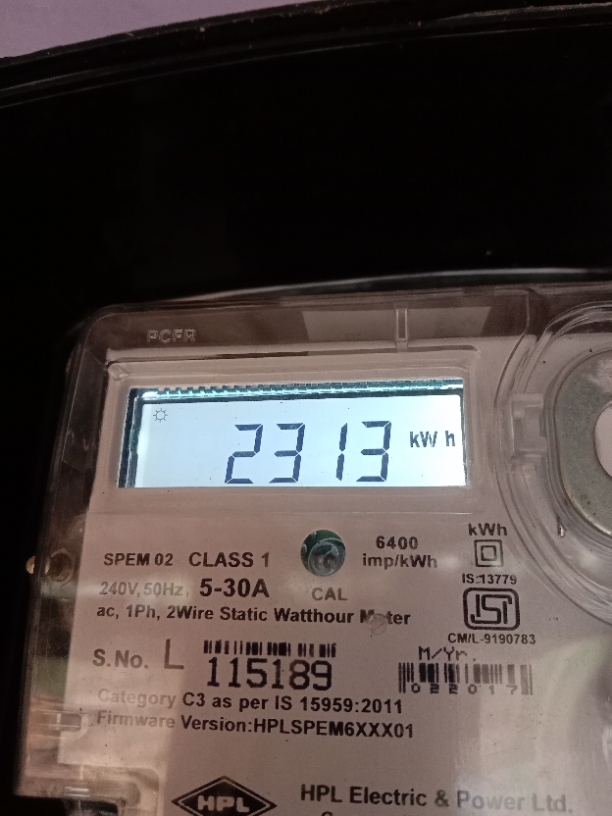 PCFR
2313 kWh
6400
imp/kWh
kWh
SPEM 02 CLASS 1
240V, 50Hz, 5-30A
CAL
IS:13779
ac, 1Ph, 2Wire Static Watthour Meter
ISI
CM/L-9190783
S.No. L 115189
M/Yr.
022017
Category C3 as per IS 15959:2011
Firmware Version:HPLSPEM6XXX01
HPL
HPL Electric & Power Ltd.